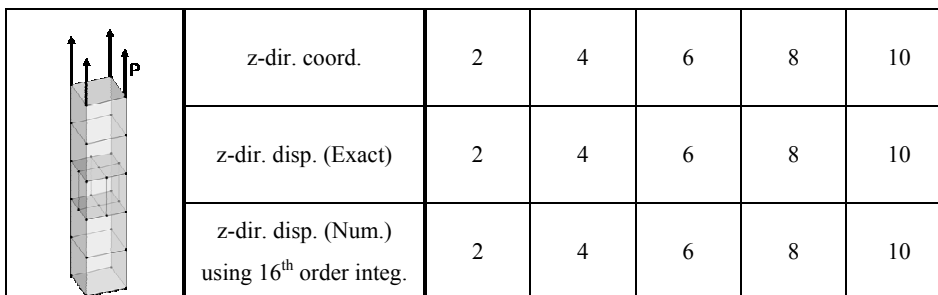 P
z-dir. coord. 2 4 6 8 10
z-dir. disp. (Exact) 2 4 6 8 10
z-dir. disp. (Num.)
using 16th order integ. 2 4 6 8 10